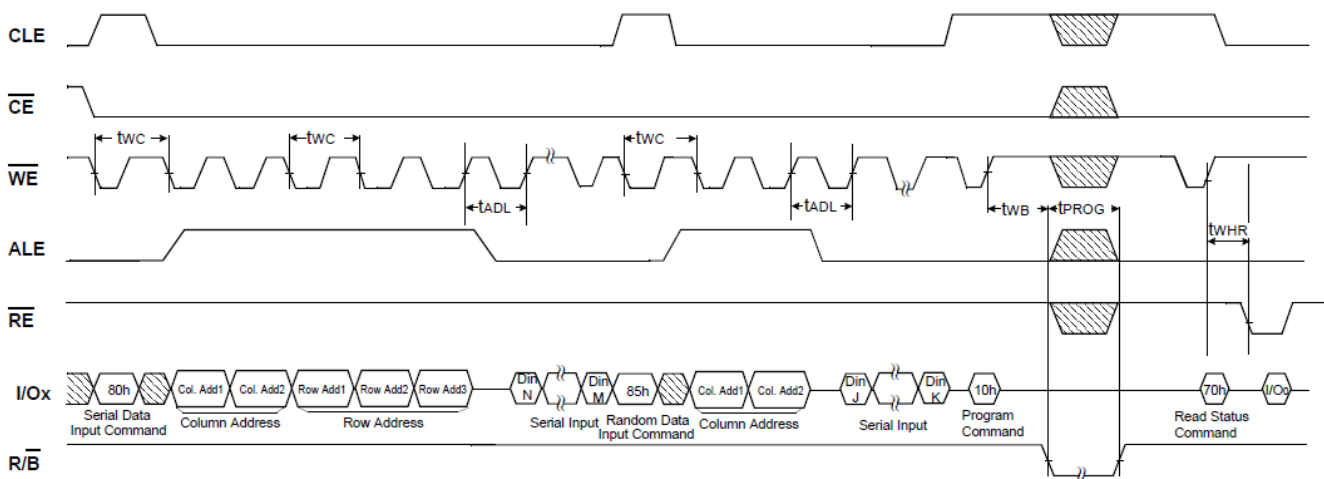 CLE
CE
tWC tWC tWC
WE
tADL tADL tWB tPROG
tWHR
ALE
RE
I/Ox 80h Col. Add1 Col. Add2 Row Add1 Row Add2 Row Add3 Din N Din M 85h Col. Add1 Col. Add2 Din J Din K 10h 70h I/O0
Serial Data Input Command Column Address Row Address Serial Input Random Data Input Command Column Address Serial Input Program Command Read Status Command
R/B